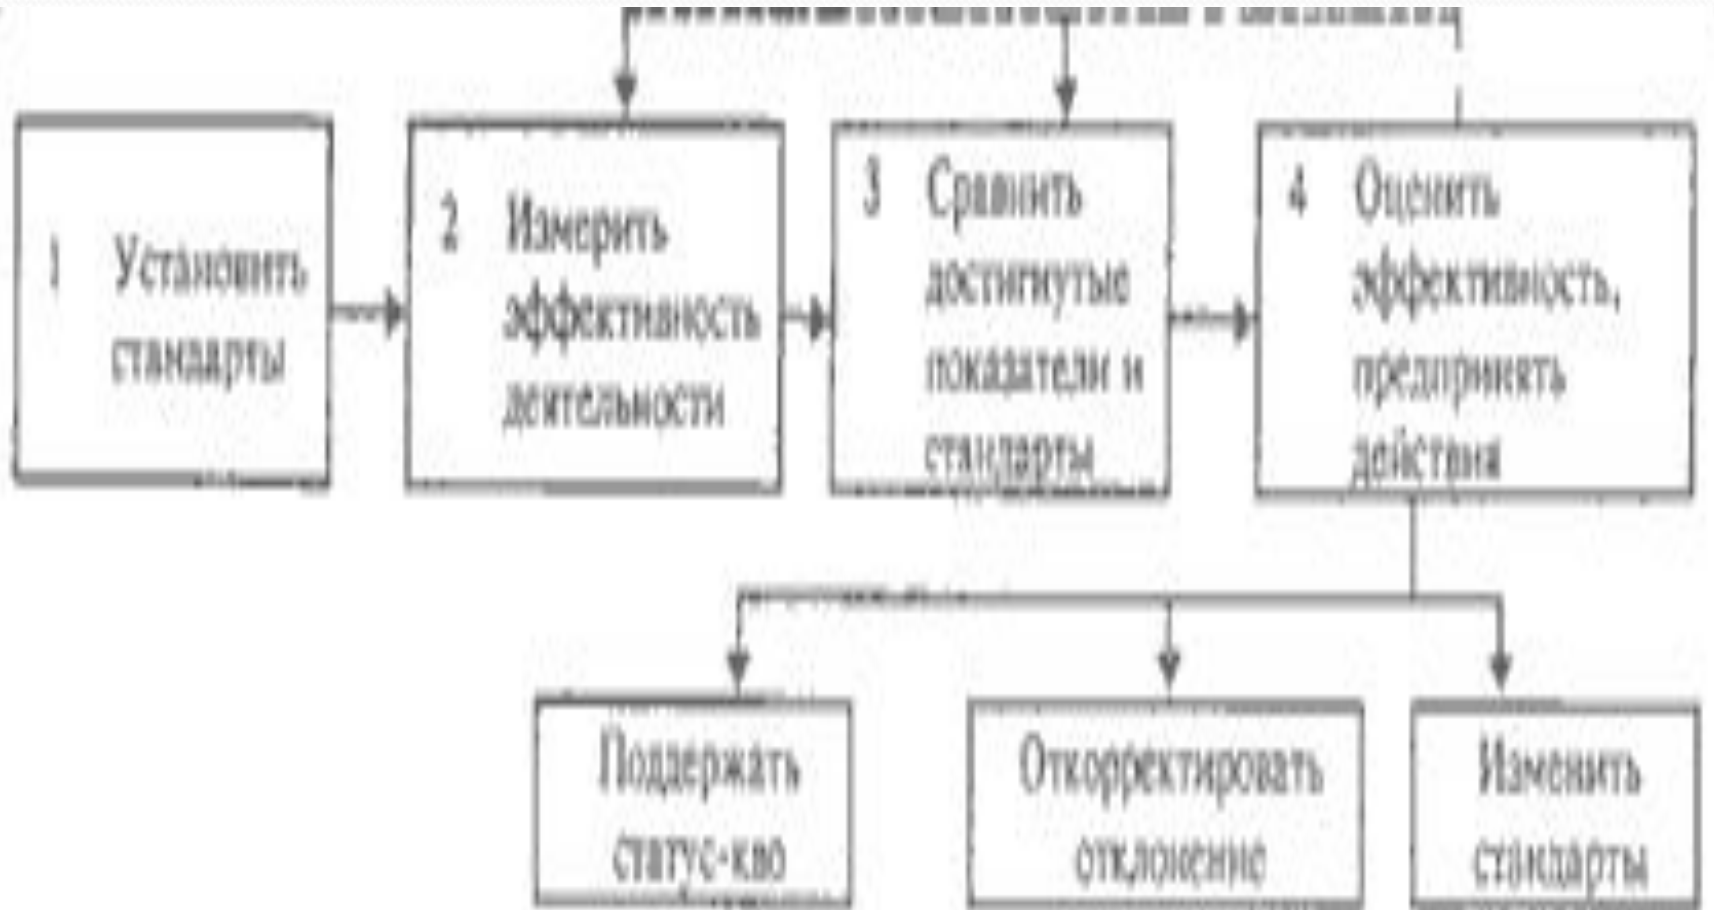 1 Установить
стандарты
2 Измерить
эффективность
деятельности
3 Сравнить
достигнутые
показатели и
стандарты
4 Оценить
эффективность,
предпринять
действия
Поддержать
статус-кво
Откорректировать
отклонение
Изменить
стандарты